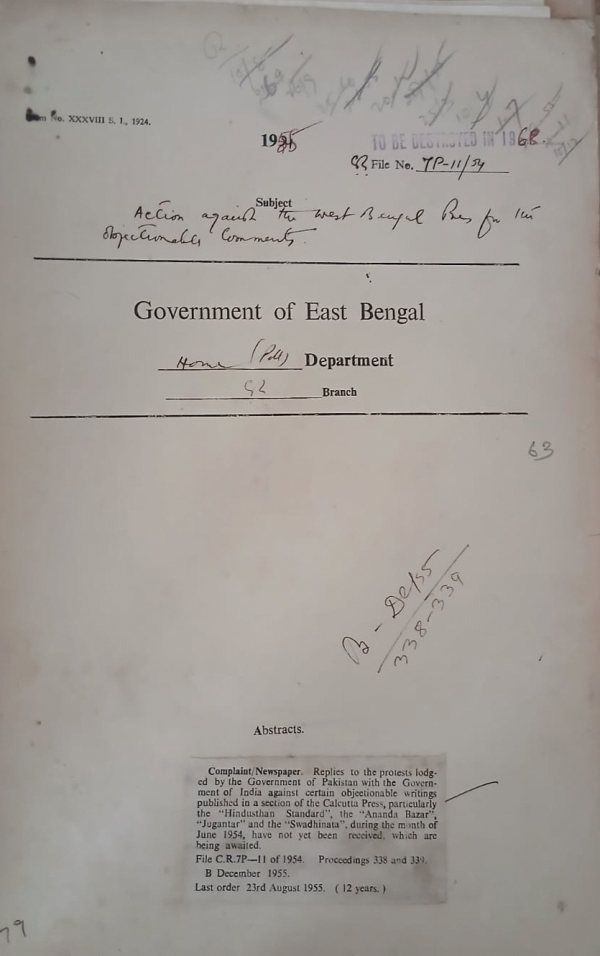 No. XXXVIII S. I., 1924.
TO BE DESTROYED IN 1968
File No. 7P-11/54
Subject
Action against the West Bengal Press for
objectionable Comments.
Government of East Bengal
Home (Poll) Department
Branch
63
B - De/55
338-339
Abstracts.
Complaint/Newspaper. Replies to the protests lodg-
ed by the Government of Pakistan with the Govern-
ment of India against certain objectionable writings
published in a section of the Calcutta Press, particularly
the "Hindusthan Standard", the "Ananda Bazar",
"Jugantar" and the "Swadhinata", during the month of
June 1954, have not yet been received, which are
being awaited.
File C.R.7P—11 of 1954. Proceedings 338 and 339.
B December 1955.
Last order 23rd August 1955. ( 12 years. )
79